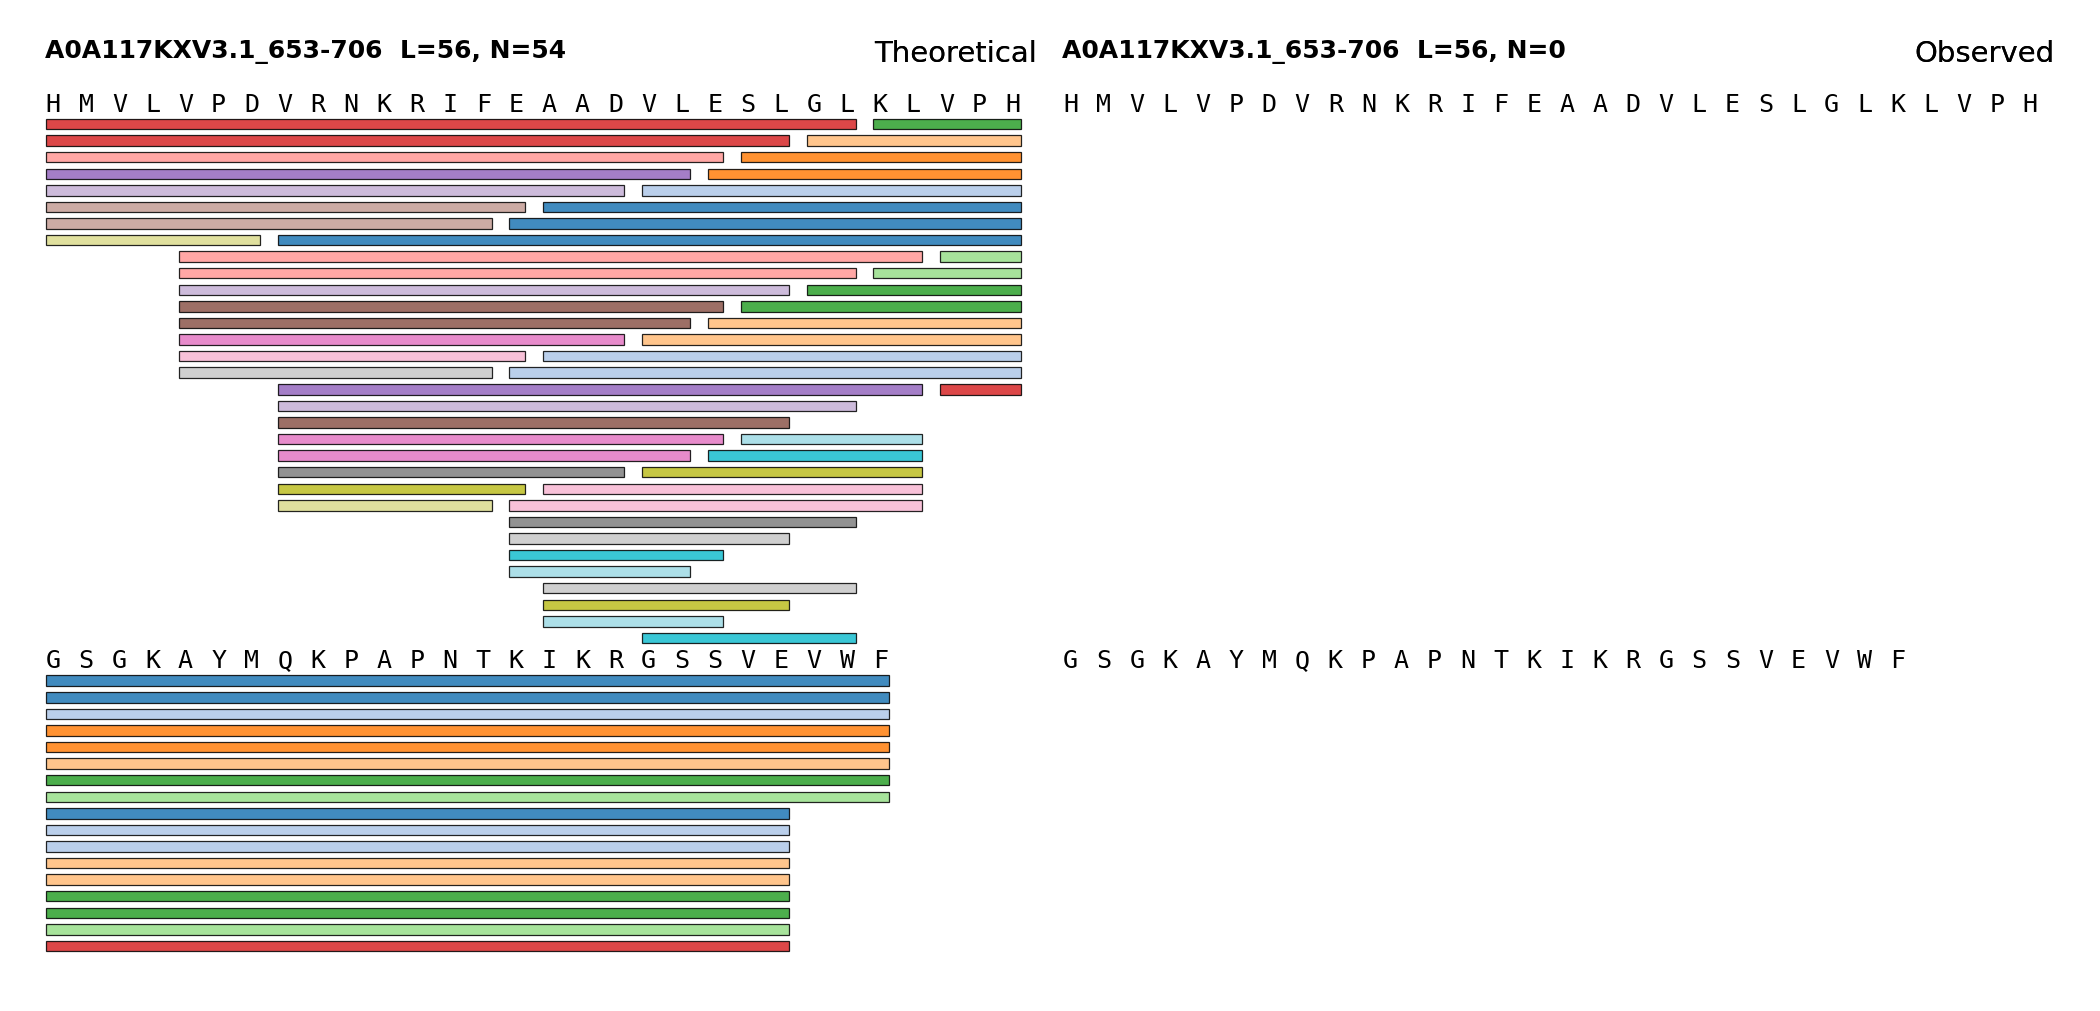 A0A117KXV3.1_653-706 L=56, N=54 Theoretical
H M V L V P D V R N K R I F E A A D V L E S L G L K L V P H
G S G K A Y M Q K P A P N T K I K R G S S V E V W F
A0A117KXV3.1_653-706 L=56, N=0 Observed
H M V L V P D V R N K R I F E A A D V L E S L G L K L V P H
G S G K A Y M Q K P A P N T K I K R G S S V E V W F